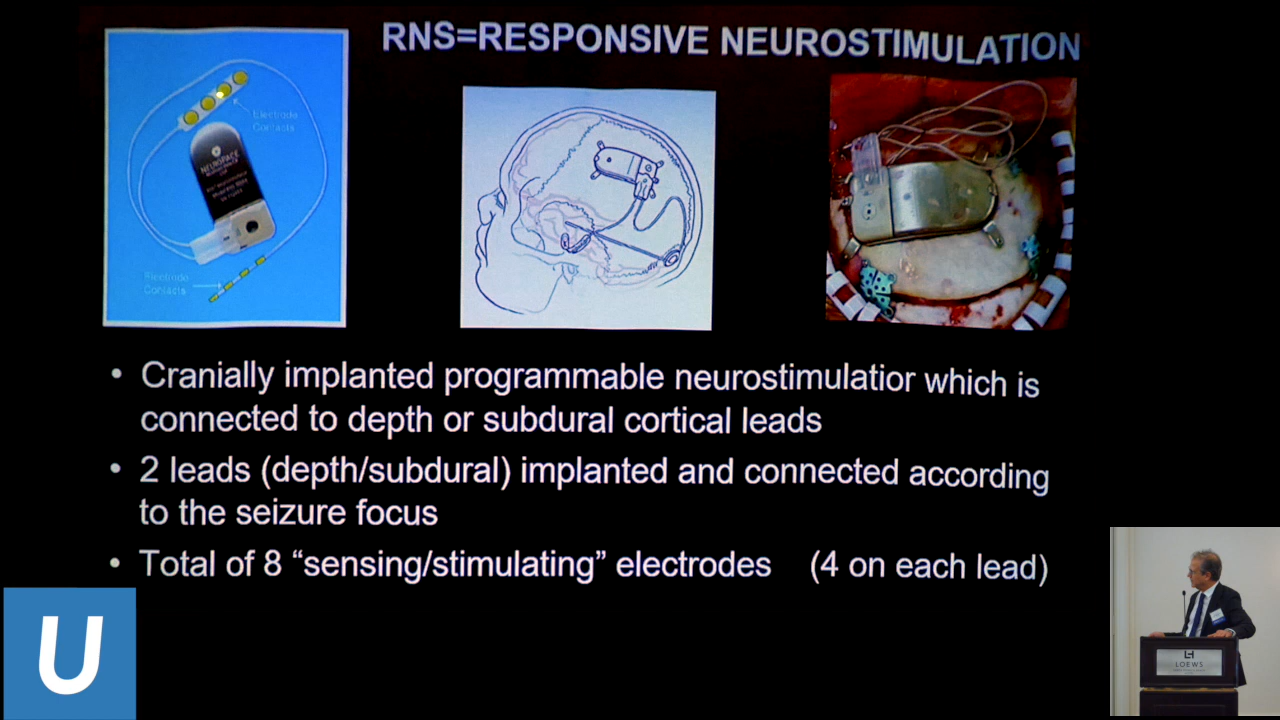 RNS=RESPONSIVE NEUROSTIMULATION
Electrode
Contacts
NEUROPACE
Electrode
Contacts
• Cranially implanted programmable neurostimulatior which is
connected to depth or subdural cortical leads
• 2 leads (depth/subdural) implanted and connected according
to the seizure focus
• Total of 8 “sensing/stimulating” electrodes (4 on each lead)
U
LOEWS